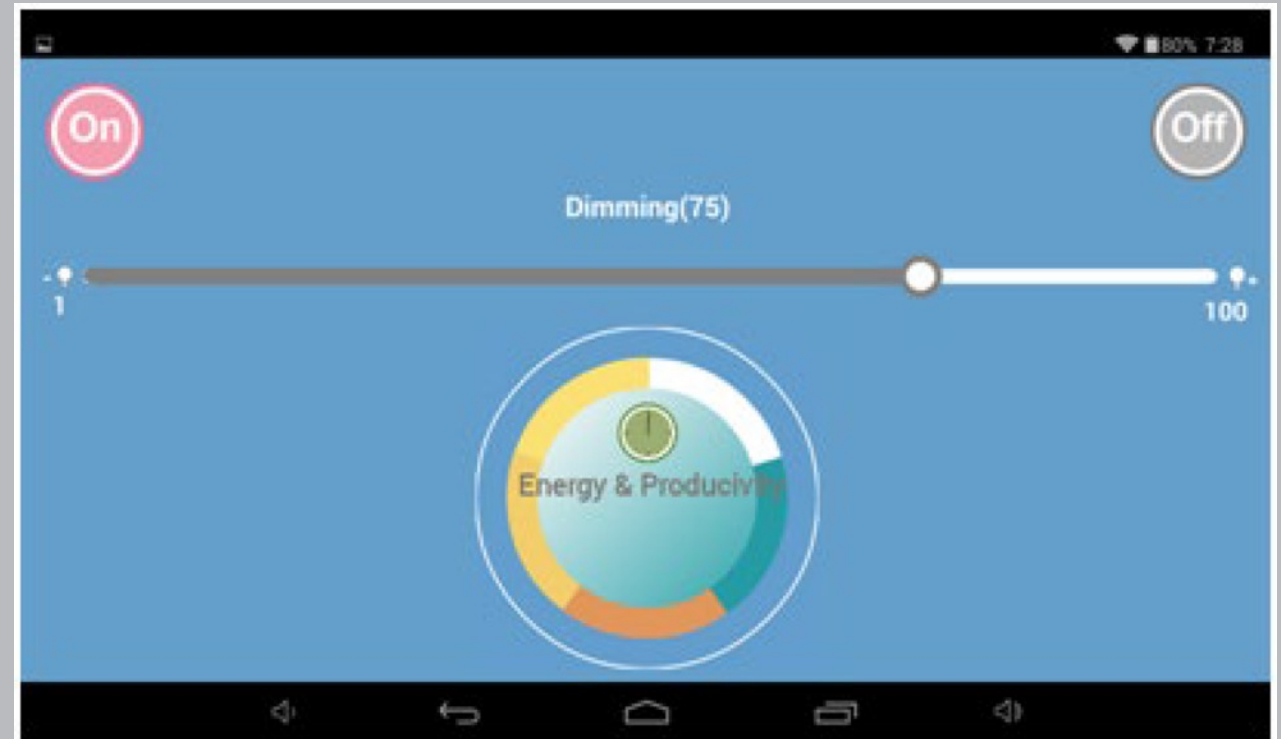 80% 7:28
On
Off
Dimming(75)
1
100
Energy & Producivity